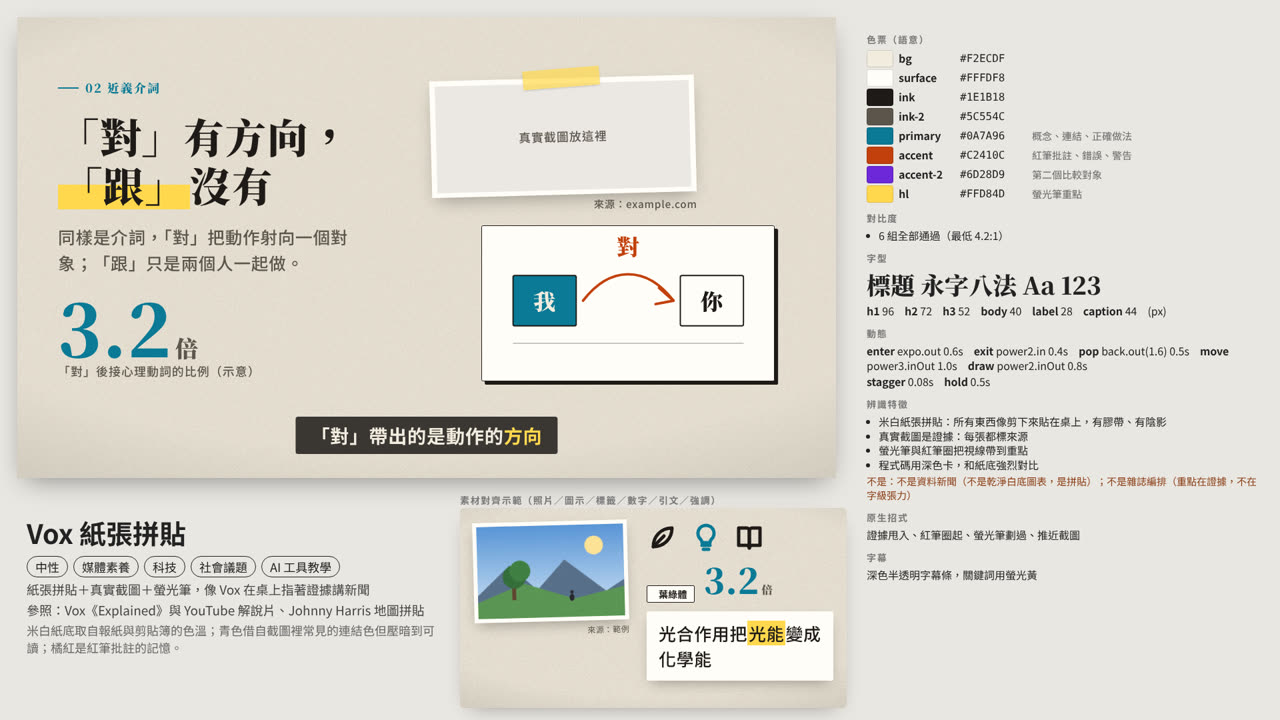 02 近義介詞
「對」有方向，
「跟」沒有
同樣是介詞，「對」把動作射向一個對
象；「跟」只是兩個人一起做。
3.2倍
「對」後接心理動詞的比例（示意）
真實截圖放這裡
來源：example.com
對
我
你
「對」帶出的是動作的方向
Vox 紙張拼貼
中性
媒體素養
科技
社會議題
AI 工具教學
紙張拼貼＋真實截圖＋螢光筆，像 Vox 在桌上指著證據講新聞
參照：Vox《Explained》與 YouTube 解說片、Johnny Harris 地圖拼貼
米白紙底取自報紙與剪貼簿的色溫；青色借自截圖裡常見的連結色但壓暗到可
讀；橘紅是紅筆批註的記憶。
素材對齊示範（照片／圖示／標籤／數字／引文／強調）
來源：範例
葉綠體
3.2倍
光合作用把光能變成
化學能
色票（語意）
bg #F2ECDF
surface #FFFDF8
ink #1E1B18
ink-2 #5C554C
primary #0A7A96 概念、連結、正確做法
accent #C2410C 紅筆批註、錯誤、警告
accent-2 #6D28D9 第二個比較對象
hl #FFD84D 螢光筆重點
對比度
• 6 組全部通過（最低 4.2:1）
字型
標題 永字八法 Aa 123
h1 96 h2 72 h3 52 body 40 label 28 caption 44 (px)
動態
enter expo.out 0.6s exit power2.in 0.4s pop back.out(1.6) 0.5s move
power3.inOut 1.0s draw power2.inOut 0.8s
stagger 0.08s hold 0.5s
辨識特徵
• 米白紙張拼貼：所有東西像剪下來貼在桌上，有膠帶、有陰影
• 真實截圖是證據：每張都標來源
• 螢光筆與紅筆圈把視線帶到重點
• 程式碼用深色卡，和紙底強烈對比
不是：不是資料新聞（不是乾淨白底圖表，是拼貼）；不是雜誌編排（重點在證據，不在
字級張力）
原生招式
證據甩入、紅筆圈起、螢光筆劃過、推近截圖
字幕
深色半透明字幕條，關鍵詞用螢光黃